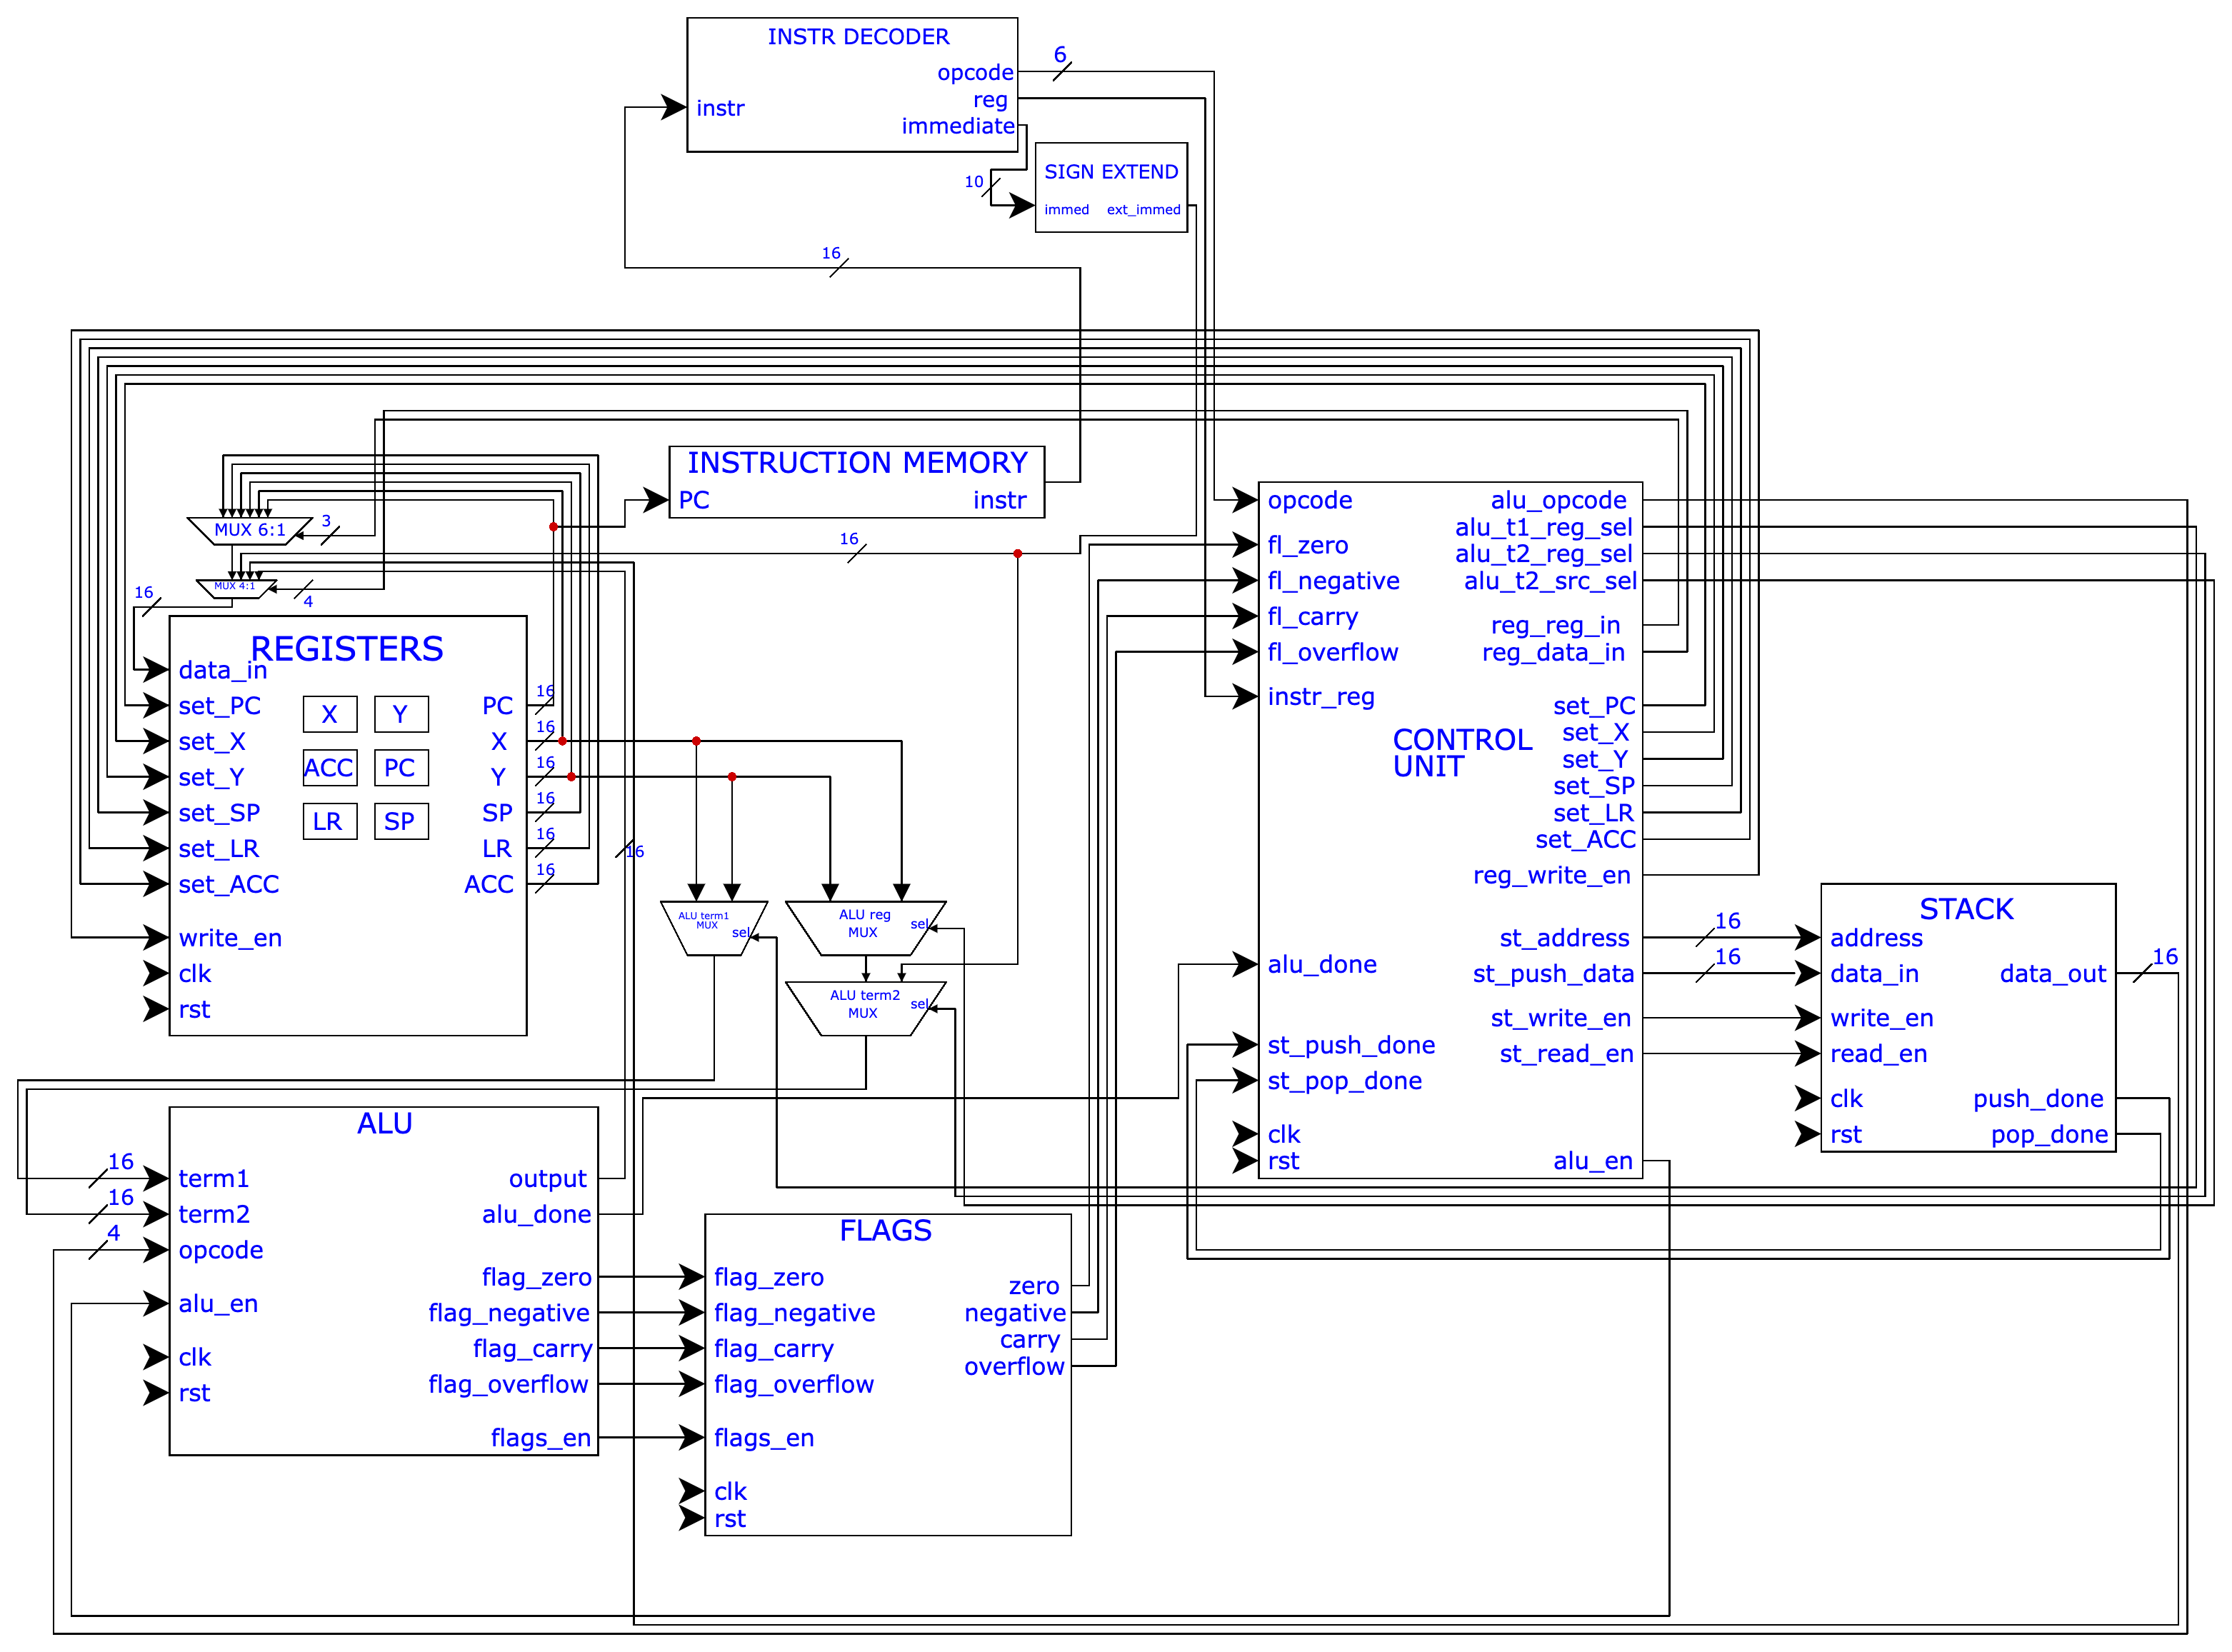 INSTR DECODER
opcode
reg
immediate
instr
6
SIGN EXTEND
immed ext_immed
10
16
INSTRUCTION MEMORY
PC instr
MUX 6:1
3
MUX 4:1
4
16
16
REGISTERS
data_in
set_PC
set_X
set_Y
set_SP
set_LR
set_ACC
write_en
clk
rst
X Y
ACC PC
LR SP
PC
X
Y
SP
LR
ACC
16
16
16
16
16
16
16
ALU term1
MUX
sel
ALU reg
MUX
sel
ALU term2
MUX
sel
CONTROL
UNIT
opcode
fl_zero
fl_negative
fl_carry
fl_overflow
instr_reg
alu_done
st_push_done
st_pop_done
clk
rst
alu_opcode
alu_t1_reg_sel
alu_t2_reg_sel
alu_t2_src_sel
reg_reg_in
reg_data_in
set_PC
set_X
set_Y
set_SP
set_LR
set_ACC
reg_write_en
st_address
st_push_data
st_write_en
st_read_en
alu_en
16
16
STACK
address
data_in
write_en
read_en
clk
rst
data_out
push_done
pop_done
16
ALU
16
16
4
term1
term2
opcode
alu_en
clk
rst
output
alu_done
flag_zero
flag_negative
flag_carry
flag_overflow
flags_en
FLAGS
flag_zero
flag_negative
flag_carry
flag_overflow
flags_en
clk
rst
zero
negative
carry
overflow